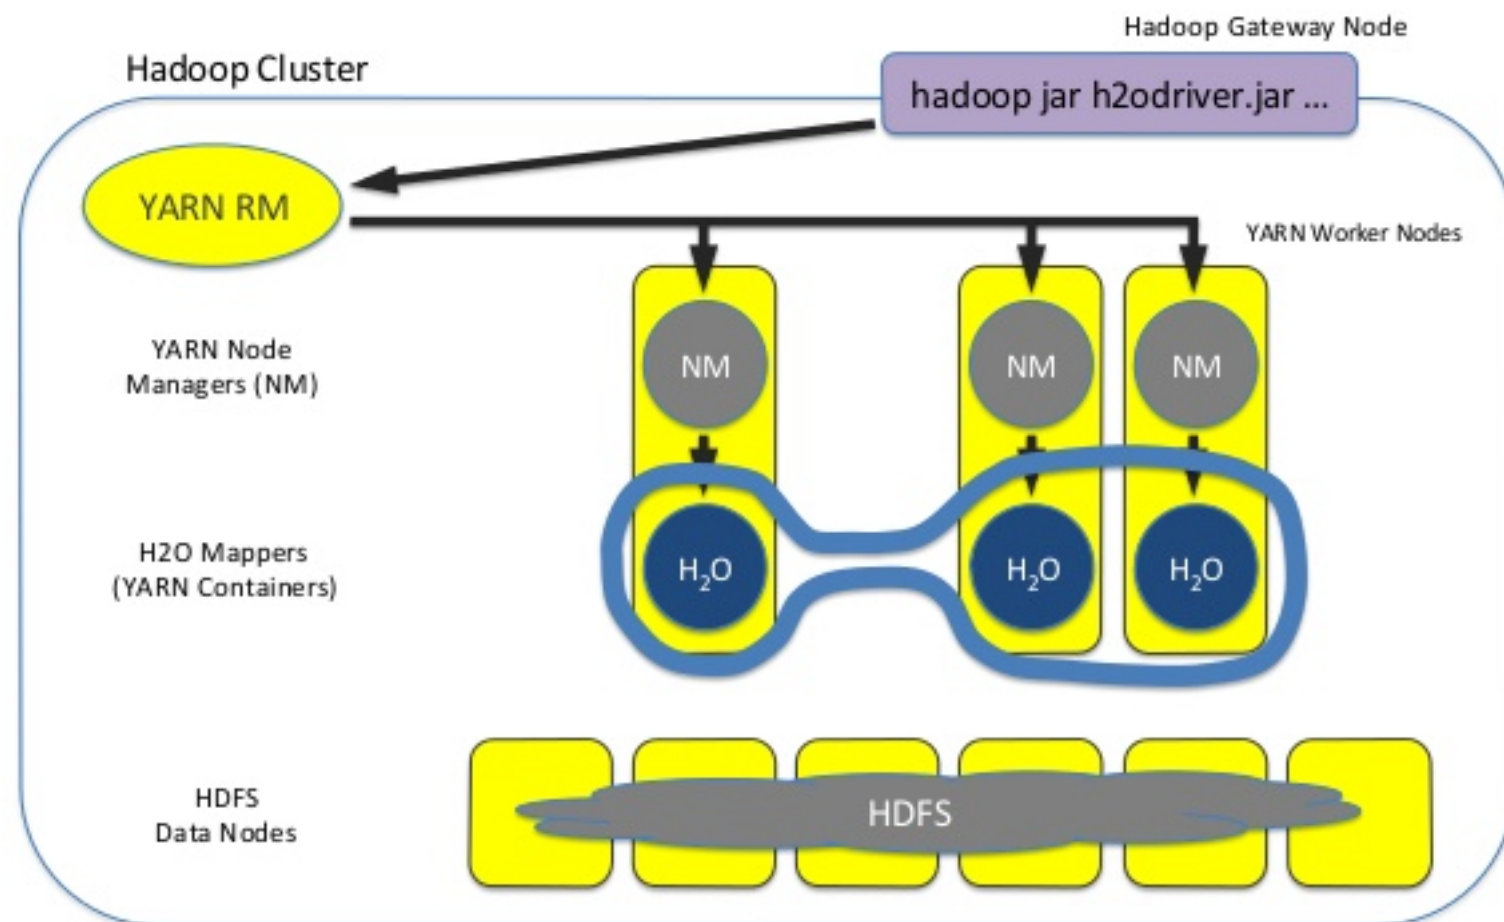 Hadoop Gateway Node
Hadoop Cluster
hadoop jar h2odriver.jar ...
YARN RM
YARN Worker Nodes
YARN Node
Managers (NM)
NM
NM
NM
H2O Mappers
(YARN Containers)
H₂O
H₂O
H₂O
HDFS
Data Nodes
HDFS